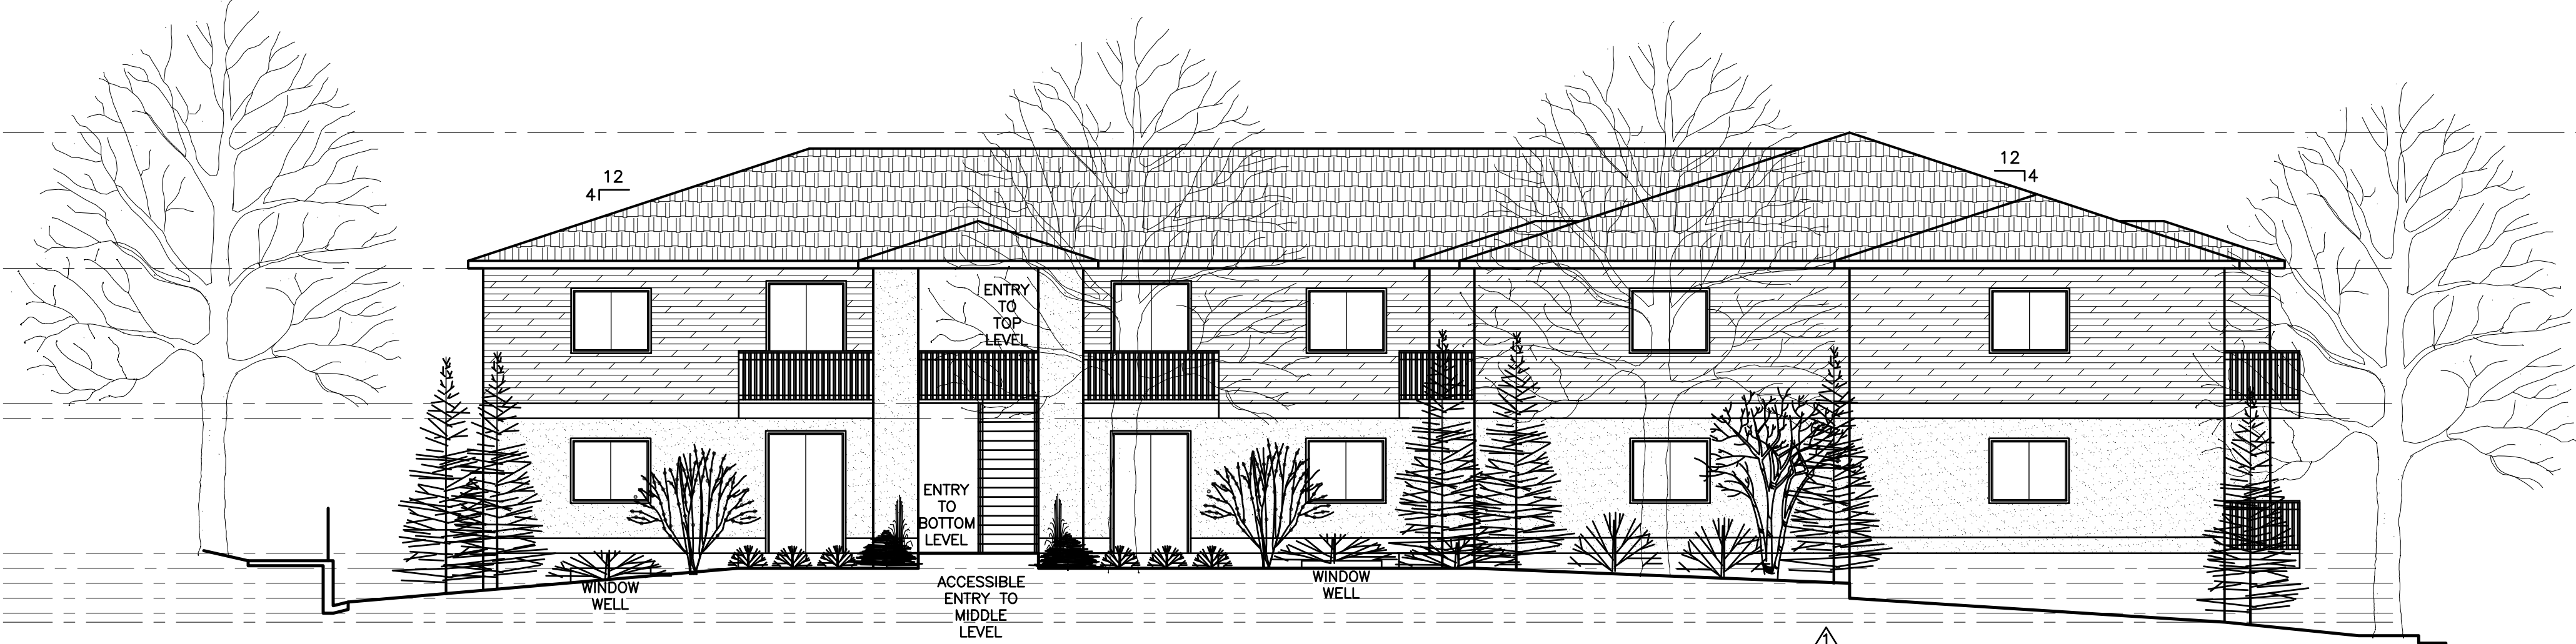 12
4
12
4
ENTRY
TO
TOP
LEVEL
ENTRY
TO
BOTTOM
LEVEL
WINDOW
WELL
ACCESSIBLE
ENTRY TO
MIDDLE
LEVEL
WINDOW
WELL
1